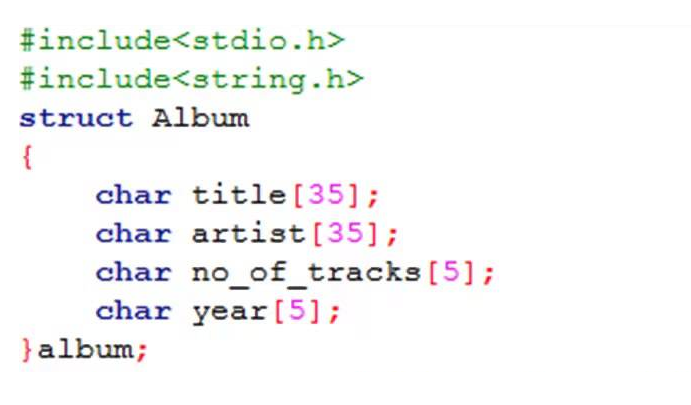 #include<stdio.h>
#include<string.h>
struct Album
{
    char title[35];
    char artist[35];
    char no_of_tracks[5];
    char year[5];
}album;